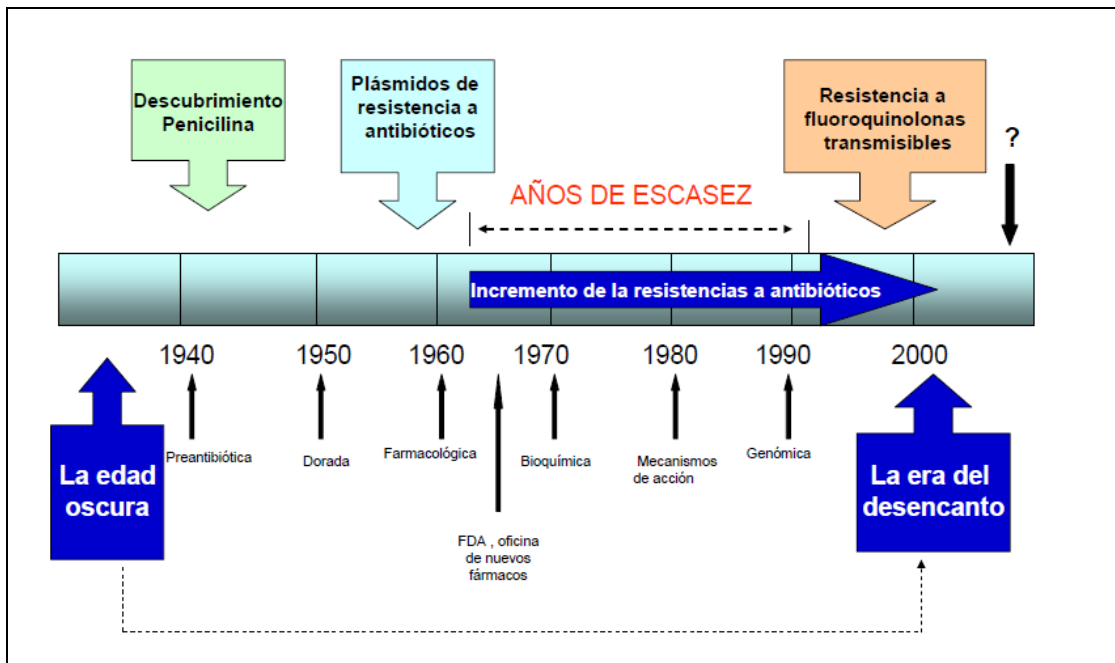 Descubrimiento
Penicilina
Plásmidos de
resistencia a
antibióticos
Resistencia a
fluoroquinolonas
transmisibles
?
AÑOS DE ESCASEZ
Incremento de la resistencias a antibióticos
1940
1950
1960
1970
1980
1990
2000
La edad
oscura
Preantibiótica
Dorada
Farmacológica
Bioquímica
Mecanismos
de acción
Genómica
La era del
desencanto
FDA , oficina
de nuevos
fármacos